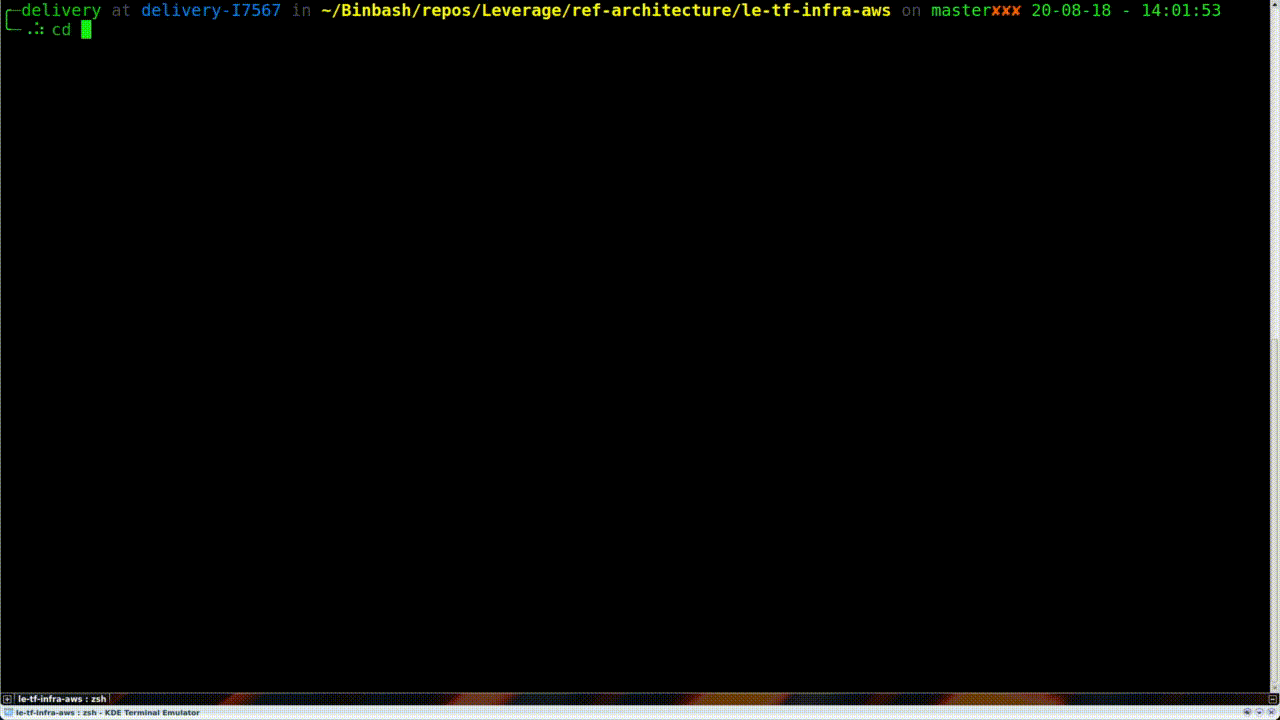 ╭─delivery at delivery-I7567 in ~/Binbash/repos/Leverage/ref-architecture/le-tf-infra-aws on master✘✘✘ 20-08-18 - 14:01:53
╰─⠠⠵ cd
le-tf-infra-aws : zsh
le-tf-infra-aws : zsh - KDE Terminal Emulator